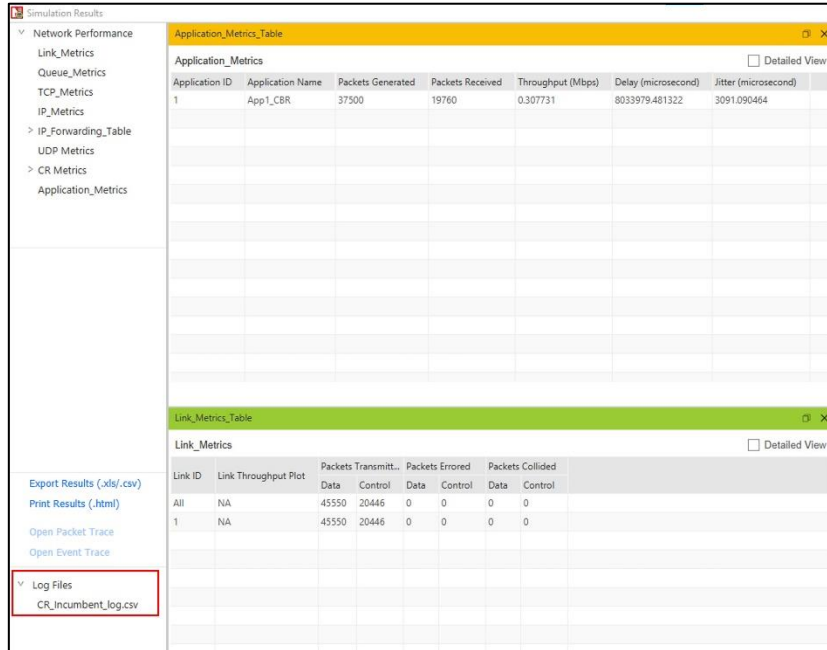 Simulation Results
Network Performance
Link_Metrics
Queue_Metrics
TCP_Metrics
IP_Metrics
> IP_Forwarding_Table
UDP Metrics
> CR Metrics
Application_Metrics
Export Results (.xls/.csv)
Print Results (.html)
Open Packet Trace
Open Event Trace
Log Files
CR_Incumbent_log.csv
Application_Metrics_Table
Application_Metrics Detailed View
Application ID Application Name Packets Generated Packets Received Throughput (Mbps) Delay (microsecond) Jitter (microsecond)
1 App1_CBR 37500 19760 0.307731 8033979.481322 3091.090464
Link_Metrics_Table
Link_Metrics Detailed View
Link ID Link Throughput Plot Packets Transmitt... Packets Errored Packets Collided
Data Control Data Control Data Control
All NA 45550 20446 0 0 0 0
1 NA 45550 20446 0 0 0 0